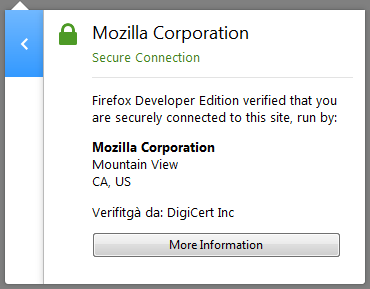 Mozilla Corporation
Secure Connection
Firefox Developer Edition verified that you
are securely connected to this site, run by:
Mozilla Corporation
Mountain View
CA, US
Verifitgà da: DigiCert Inc
More Information